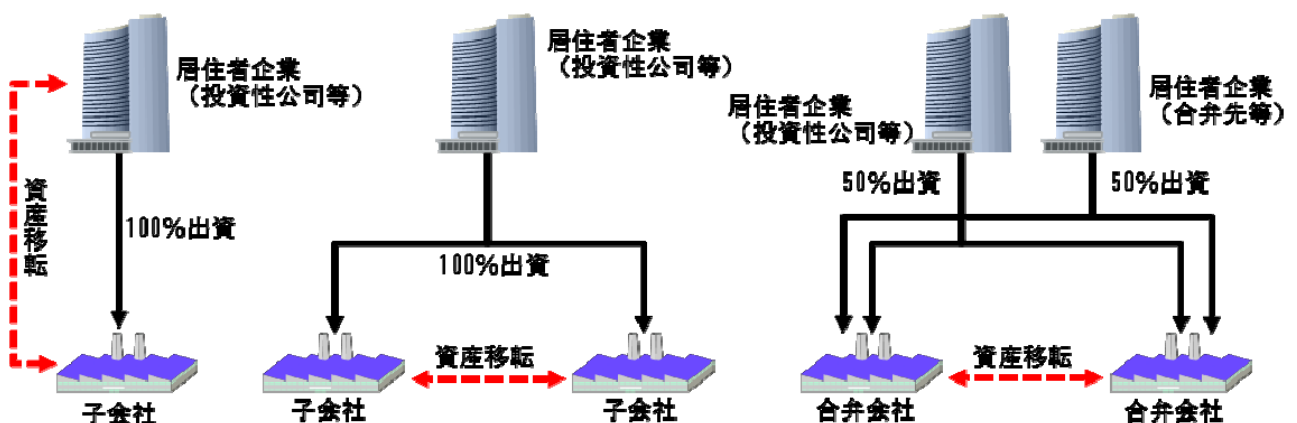 居住者企業
（投資性公司等）
資産移転
100%出資
子会社
居住者企業
（投資性公司等）
100%出資
資産移転
子会社
子会社
居住者企業
（投資性公司等）
居住者企業
（合弁先等）
50%出資
50%出資
資産移転
合弁会社
合弁会社